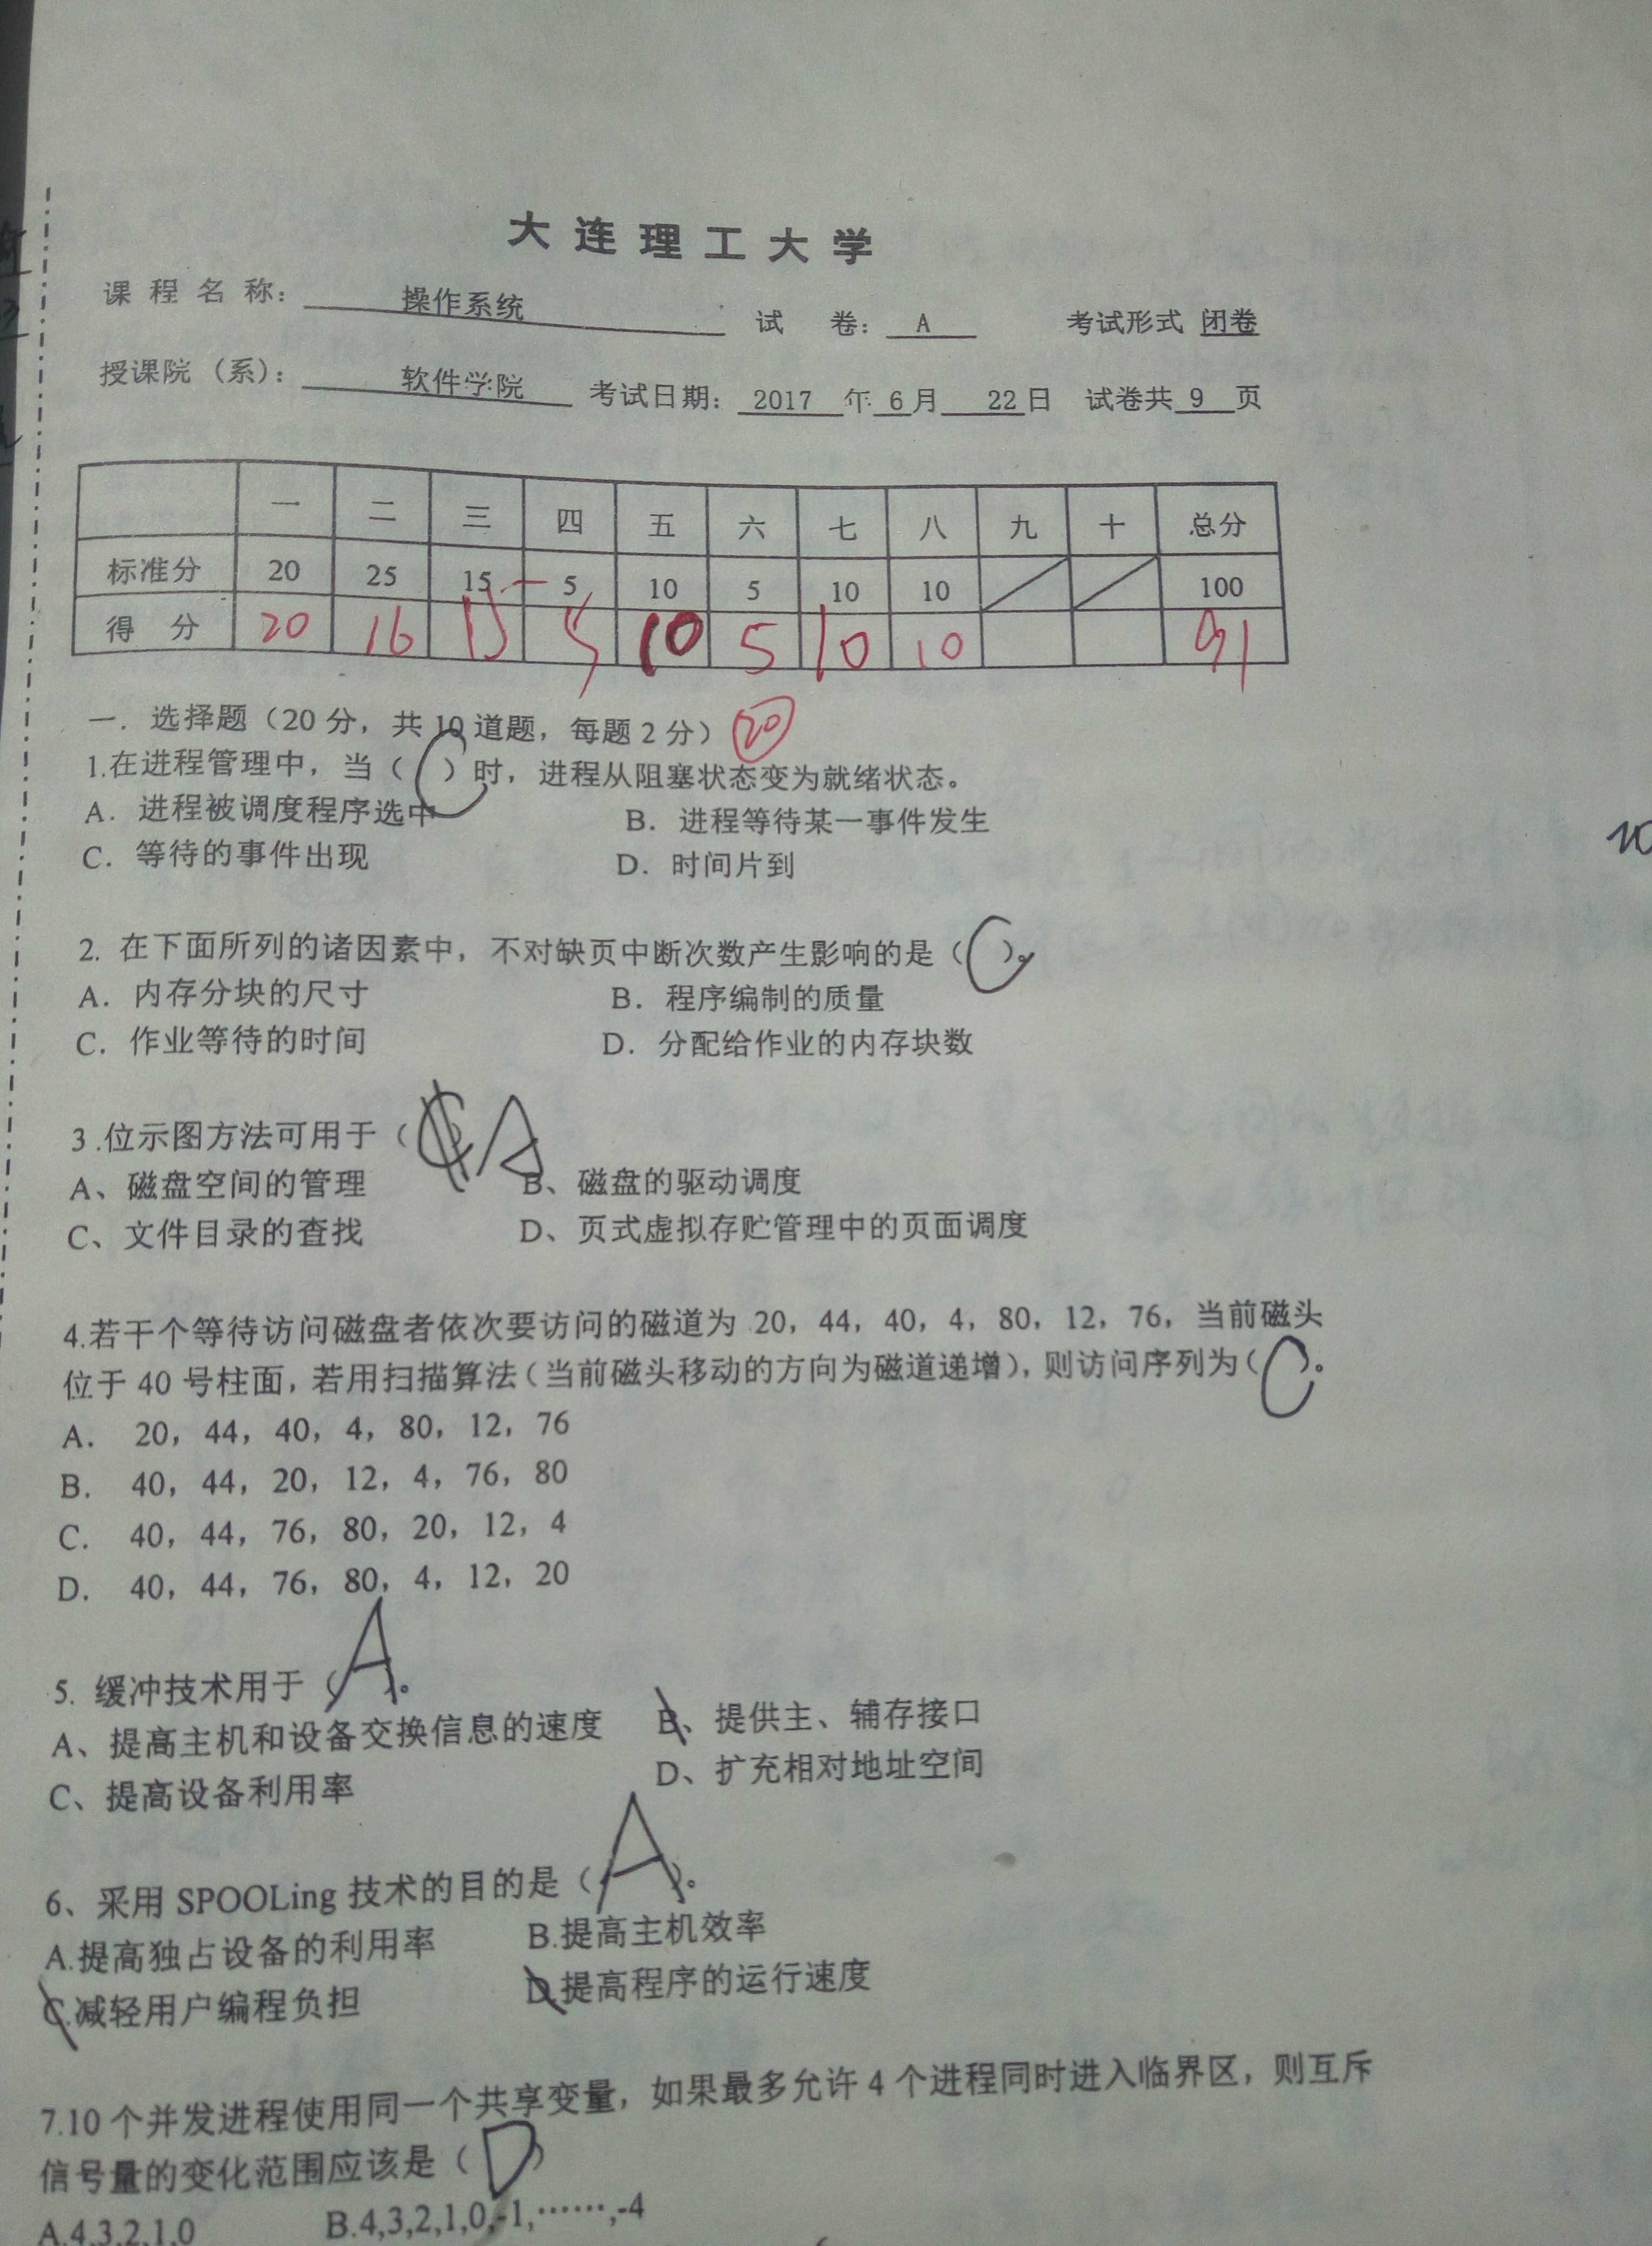 大连理工大学
课程名称： 操作系统 试 卷： A 考试形式 闭卷
授课院（系）： 软件学院 考试日期： 2017 年 6 月 22 日 试卷共 9 页
一 二 三 四 五 六 七 八 九 十 总分
标准分 20 25 15 5 10 5 10 10 100
得 分 20 16 15 5 10 5 10 10 91
一．选择题（20 分，共 10 道题，每题 2 分） 20
1.在进程管理中，当（ C ）时，进程从阻塞状态变为就绪状态。
A．进程被调度程序选中 B．进程等待某一事件发生
C．等待的事件出现 D．时间片到
2. 在下面所列的诸因素中，不对缺页中断次数产生影响的是（ C ）。
A．内存分块的尺寸 B．程序编制的质量
C．作业等待的时间 D．分配给作业的内存块数
3 .位示图方法可用于（ ） A
A、磁盘空间的管理 B、磁盘的驱动调度
C、文件目录的查找 D、页式虚拟存贮管理中的页面调度
4.若干个等待访问磁盘者依次要访问的磁道为 20，44，40，4，80，12，76，当前磁头
位于 40 号柱面，若用扫描算法（当前磁头移动的方向为磁道递增），则访问序列为（ C ）。
A． 20，44，40，4，80，12，76
B． 40，44，20，12，4，76，80
C． 40，44，76，80，20，12，4
D． 40，44，76，80，4，12，20
5. 缓冲技术用于（ A ）。
A、提高主机和设备交换信息的速度 B、提供主、辅存接口
C、提高设备利用率 D、扩充相对地址空间
6、采用 SPOOLing 技术的目的是（ A ）。
A.提高独占设备的利用率 B.提高主机效率
C.减轻用户编程负担 D.提高程序的运行速度
7.10 个并发进程使用同一个共享变量，如果最多允许 4 个进程同时进入临界区，则互斥
信号量的变化范围应该是（ D ）
A.4,3,2,1,0 B.4,3,2,1,0,-1,……,-4